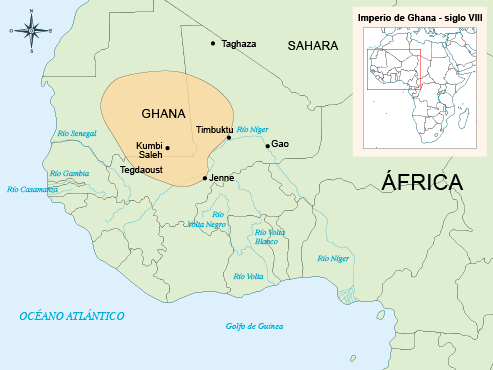 Imperio de Ghana - siglo VIII
Taghaza
SAHARA
GHANA
Timbuktu
Río Níger
Río Senegal
Kumbi
Saleh
Gao
Tegdaoust
Río Gambia
Jenne
ÁFRICA
Río Casamanza
Río
Volta Negro
Río Volta
Blanco
Río Níger
Río Volta
OCÉANO ATLÁNTICO
Golfo de Guinea